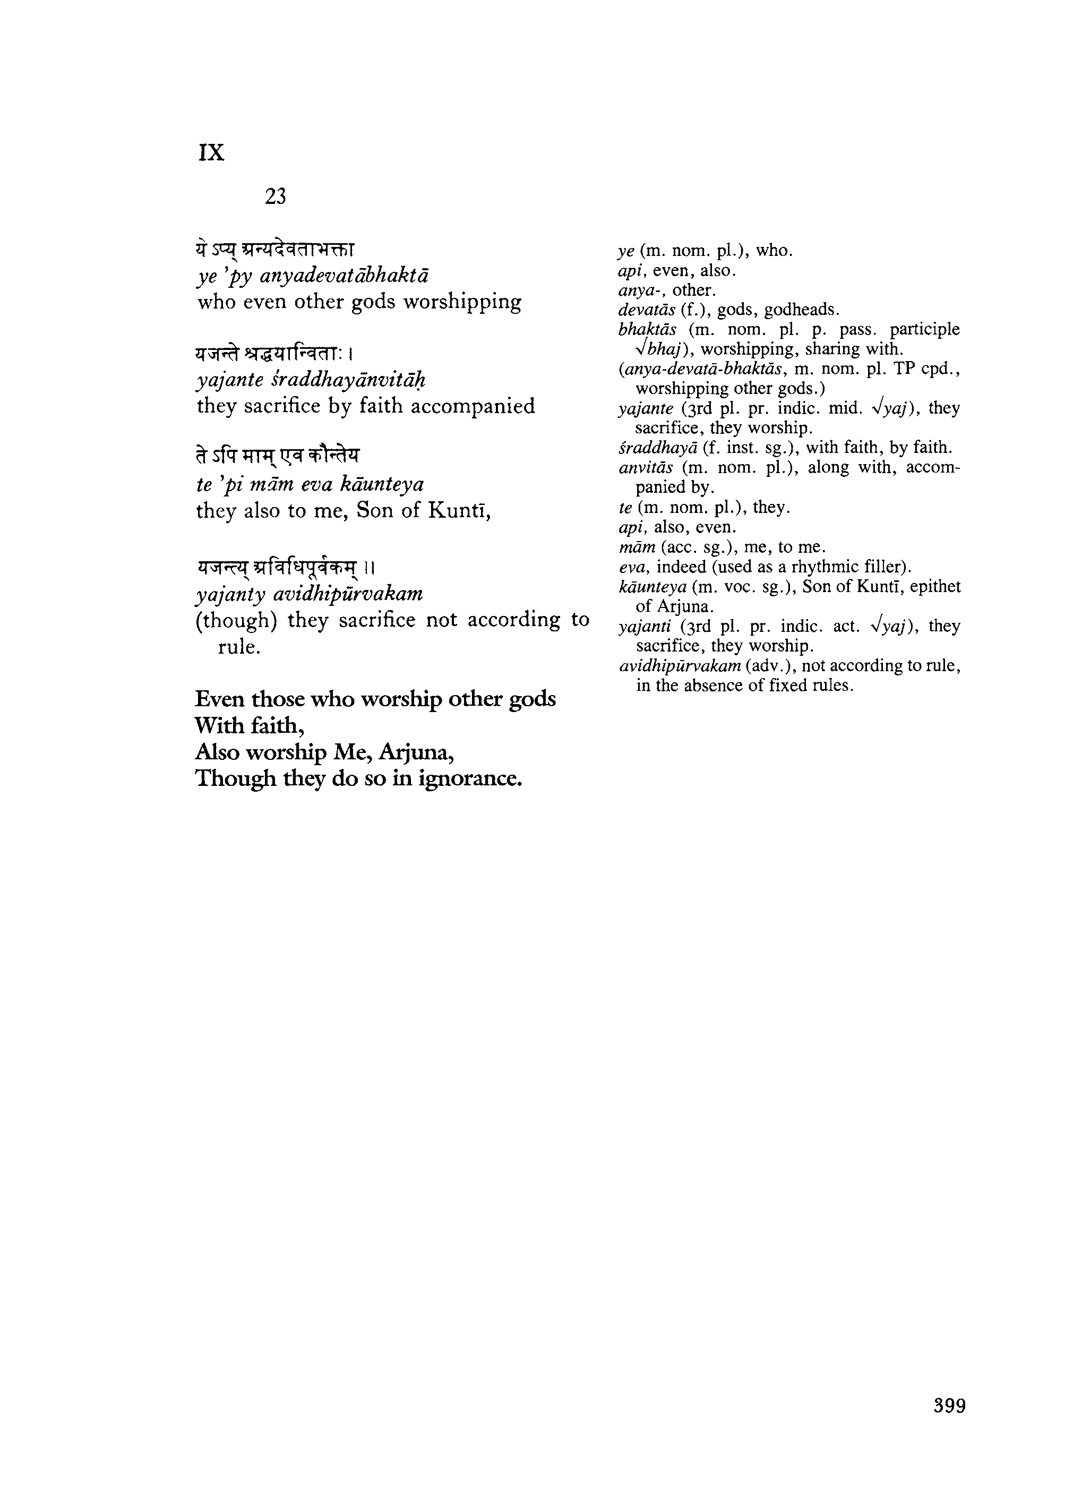 IX
23
ये ऽप्य् अन्यदेवताभक्ता
ye 'py anyadevatābhaktā
who even other gods worshipping
यजन्ते श्रद्धयान्विताः ।
yajante śraddhayānvitāḥ
they sacrifice by faith accompanied
ते ऽपि माम् एव कौन्तेय
te 'pi mām eva kāunteya
they also to me, Son of Kuntī,
यजन्त्य् अविधिपूर्वकम् ॥
yajanty avidhipūrvakam
(though) they sacrifice not according to
rule.
Even those who worship other gods
With faith,
Also worship Me, Arjuna,
Though they do so in ignorance.
ye (m. nom. pl.), who.
api, even, also.
anya-, other.
devatās (f.), gods, godheads.
bhaktās (m. nom. pl. p. pass. participle
√bhaj), worshipping, sharing with.
(anya-devatā-bhaktās, m. nom. pl. TP cpd.,
worshipping other gods.)
yajante (3rd pl. pr. indic. mid. √yaj), they
sacrifice, they worship.
śraddhayā (f. inst. sg.), with faith, by faith.
anvitās (m. nom. pl.), along with, accom-
panied by.
te (m. nom. pl.), they.
api, also, even.
mām (acc. sg.), me, to me.
eva, indeed (used as a rhythmic filler).
kāunteya (m. voc. sg.), Son of Kuntī, epithet
of Arjuna.
yajanti (3rd pl. pr. indic. act. √yaj), they
sacrifice, they worship.
avidhipūrvakam (adv.), not according to rule,
in the absence of fixed rules.
399